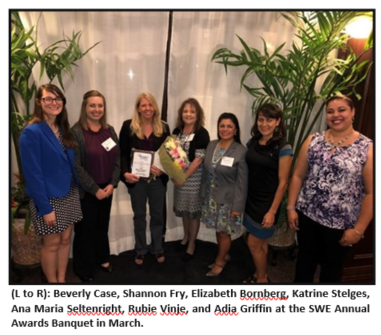 (L to R): Beverly Case, Shannon Fry, Elizabeth Bornberg, Katrine Stelges,
Ana Maria Seltenright, Rubie Vinje, and Adia Griffin at the SWE Annual
Awards Banquet in March.